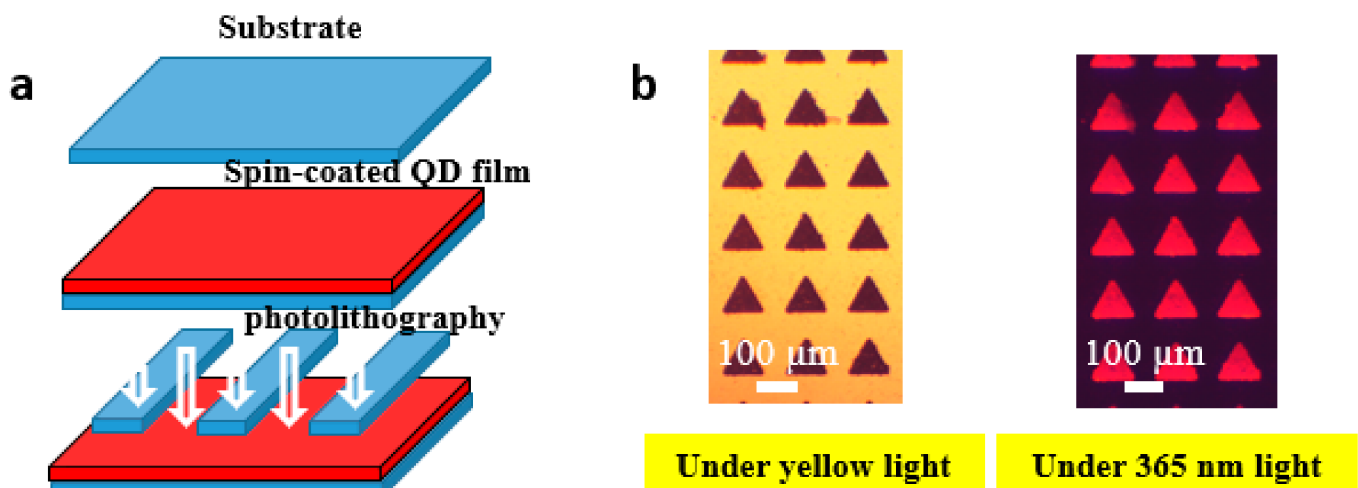 a
Substrate
Spin-coated QD film
photolithography
b
100 μm
100 μm
Under yellow light
Under 365 nm light